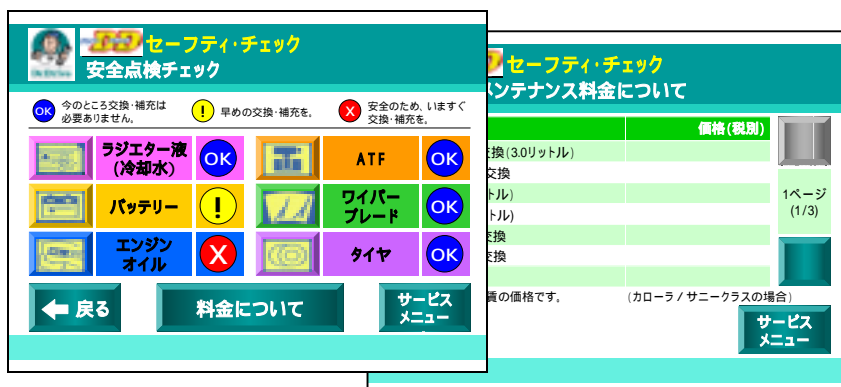 セーフティ・チェック
安全点検チェック
OK 今のところ交換・補充は
必要ありません。
! 早めの交換・補充を。
X 安全のため、いますぐ
交換・補充を。
ラジエター液
(冷却水)
OK
ATF
OK
バッテリー
!
ワイパー
ブレード
OK
エンジン
オイル
X
タイヤ
OK
戻る
料金について
サービス
メニュー
セーフティ・チェック
ンテナンス料金について
価格(税別)
換(3.0リットル)
交換
トル)
トル)
換
換
賃の価格です。
(カローラ / サニークラスの場合)
1ページ
(1/3)
サービス
メニュー